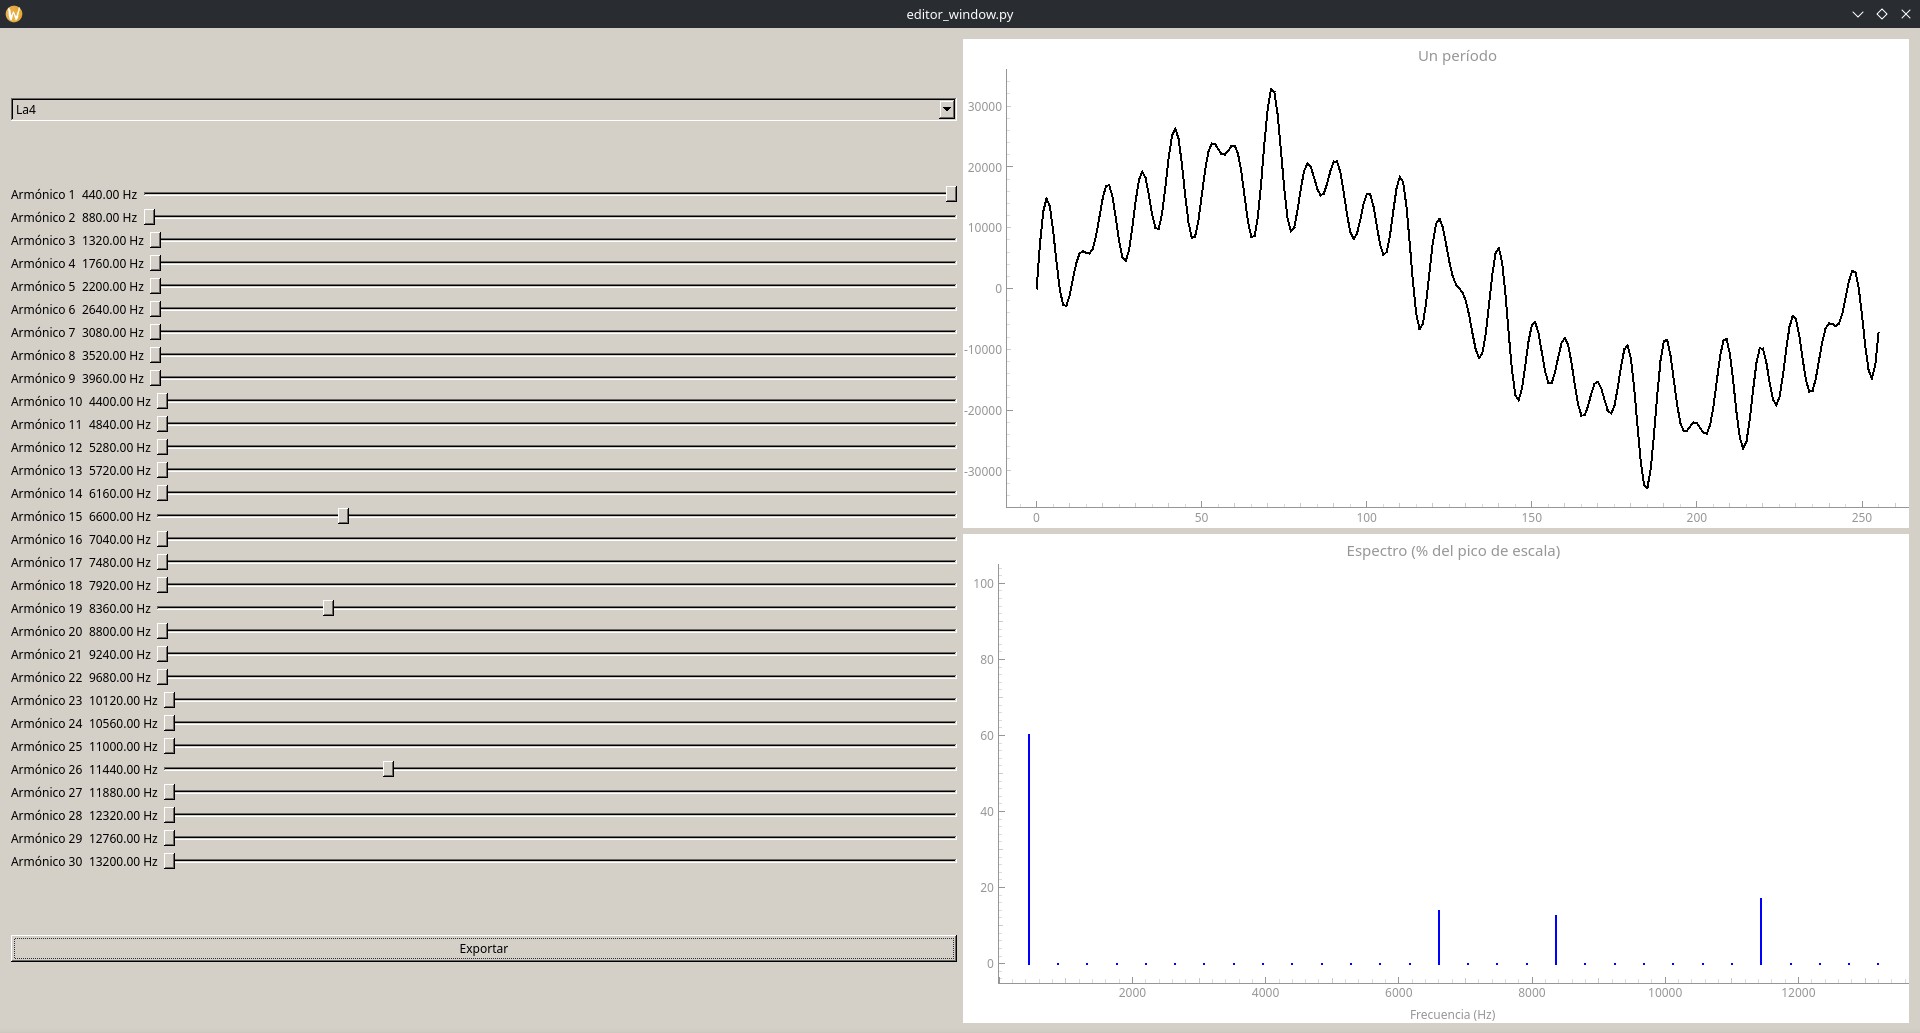 editor_window.py
La4
Armónico 1 440.00 Hz
Armónico 2 880.00 Hz
Armónico 3 1320.00 Hz
Armónico 4 1760.00 Hz
Armónico 5 2200.00 Hz
Armónico 6 2640.00 Hz
Armónico 7 3080.00 Hz
Armónico 8 3520.00 Hz
Armónico 9 3960.00 Hz
Armónico 10 4400.00 Hz
Armónico 11 4840.00 Hz
Armónico 12 5280.00 Hz
Armónico 13 5720.00 Hz
Armónico 14 6160.00 Hz
Armónico 15 6600.00 Hz
Armónico 16 7040.00 Hz
Armónico 17 7480.00 Hz
Armónico 18 7920.00 Hz
Armónico 19 8360.00 Hz
Armónico 20 8800.00 Hz
Armónico 21 9240.00 Hz
Armónico 22 9680.00 Hz
Armónico 23 10120.00 Hz
Armónico 24 10560.00 Hz
Armónico 25 11000.00 Hz
Armónico 26 11440.00 Hz
Armónico 27 11880.00 Hz
Armónico 28 12320.00 Hz
Armónico 29 12760.00 Hz
Armónico 30 13200.00 Hz
Exportar
Un período
30000
20000
10000
0
-10000
-20000
-30000
0 50 100 150 200 250
Espectro (% del pico de escala)
100
80
60
40
20
0
2000 4000 6000 8000 10000 12000
Frecuencia (Hz)